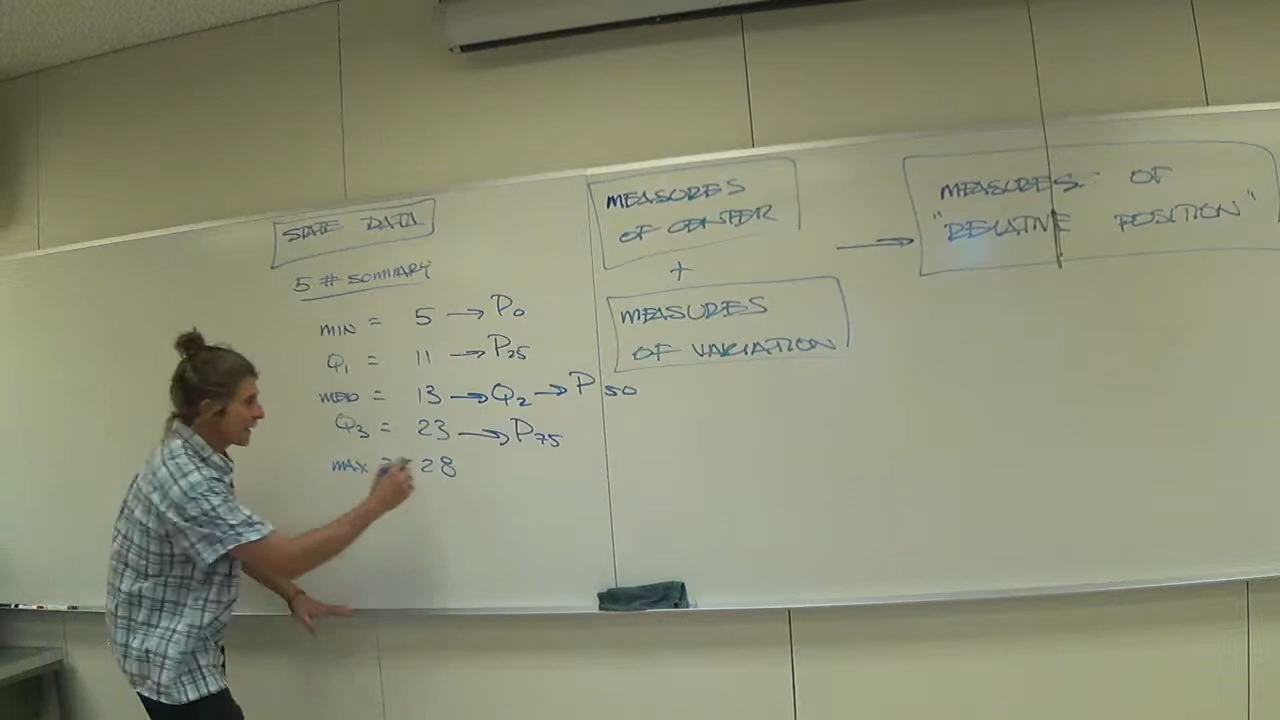 STATE DATA
5 # SUMMARY
MIN = 5 → P0
Q1 = 11 → P25
MED = 13 → Q2 → P50
Q3 = 23 → P75
MAX = 28
MEASURES
OF CENTER
+
MEASURES
OF VARIATION
→
MEASURES OF
"RELATIVE POSITION"